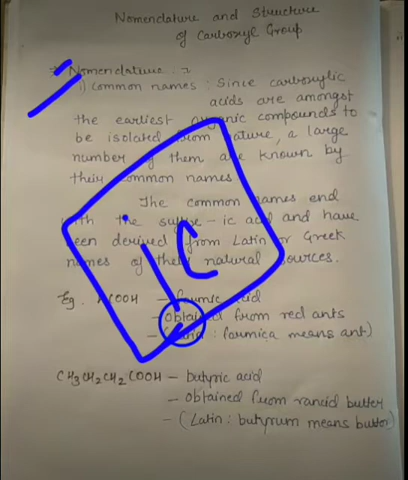 Nomenclature and Structure
of Carboxyl Group
Nomenclature :-
i) Common names : Since carboxylic
acids are amongst
the earliest organic compounds to
be isolated from nature, a large
number of them are known by
their common names
The common names end
with the suffix -ic acid and have
been derived from Latin or Greek
names of their natural sources.
Eg. HCOOH - formic acid
- Obtained from red ants
- (Latin : formica means ant)
CH3CH2CH2COOH - butyric acid
- obtained from rancid butter
- (Latin : butyrum means butter)
ic